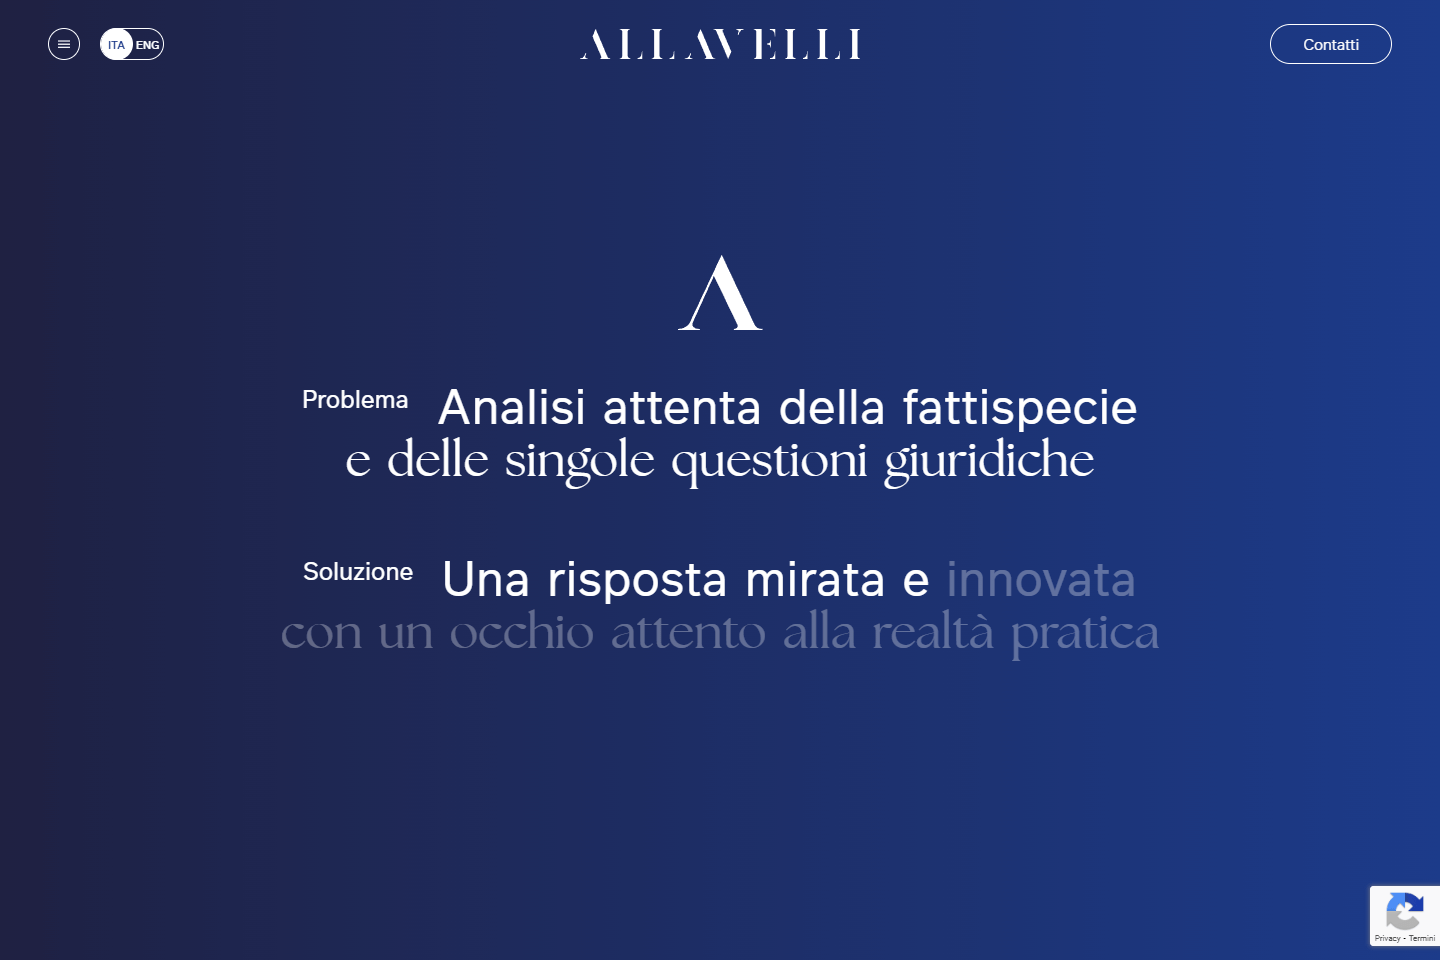 ITA ENG
ALLAVELLI
Contatti
A
Problema Analisi attenta della fattispecie
e delle singole questioni giuridiche
Soluzione Una risposta mirata e innovata
con un occhio attento alla realtà pratica
Privacy - Termini